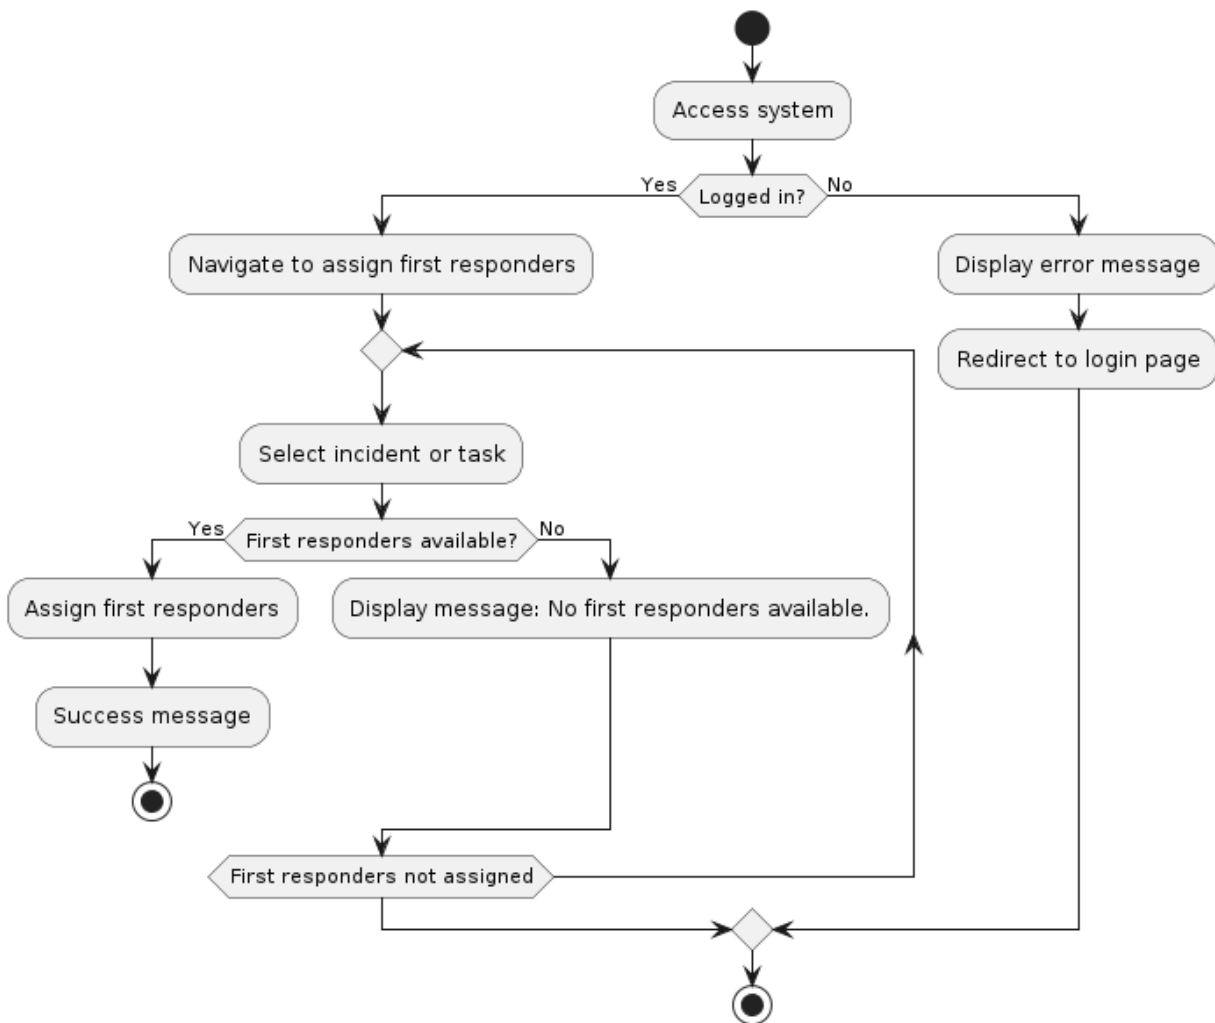 Access system
Yes
Logged in?
No
Navigate to assign first responders
Display error message
Redirect to login page
Select incident or task
Yes
First responders available?
No
Assign first responders
Display message: No first responders available.
Success message
First responders not assigned